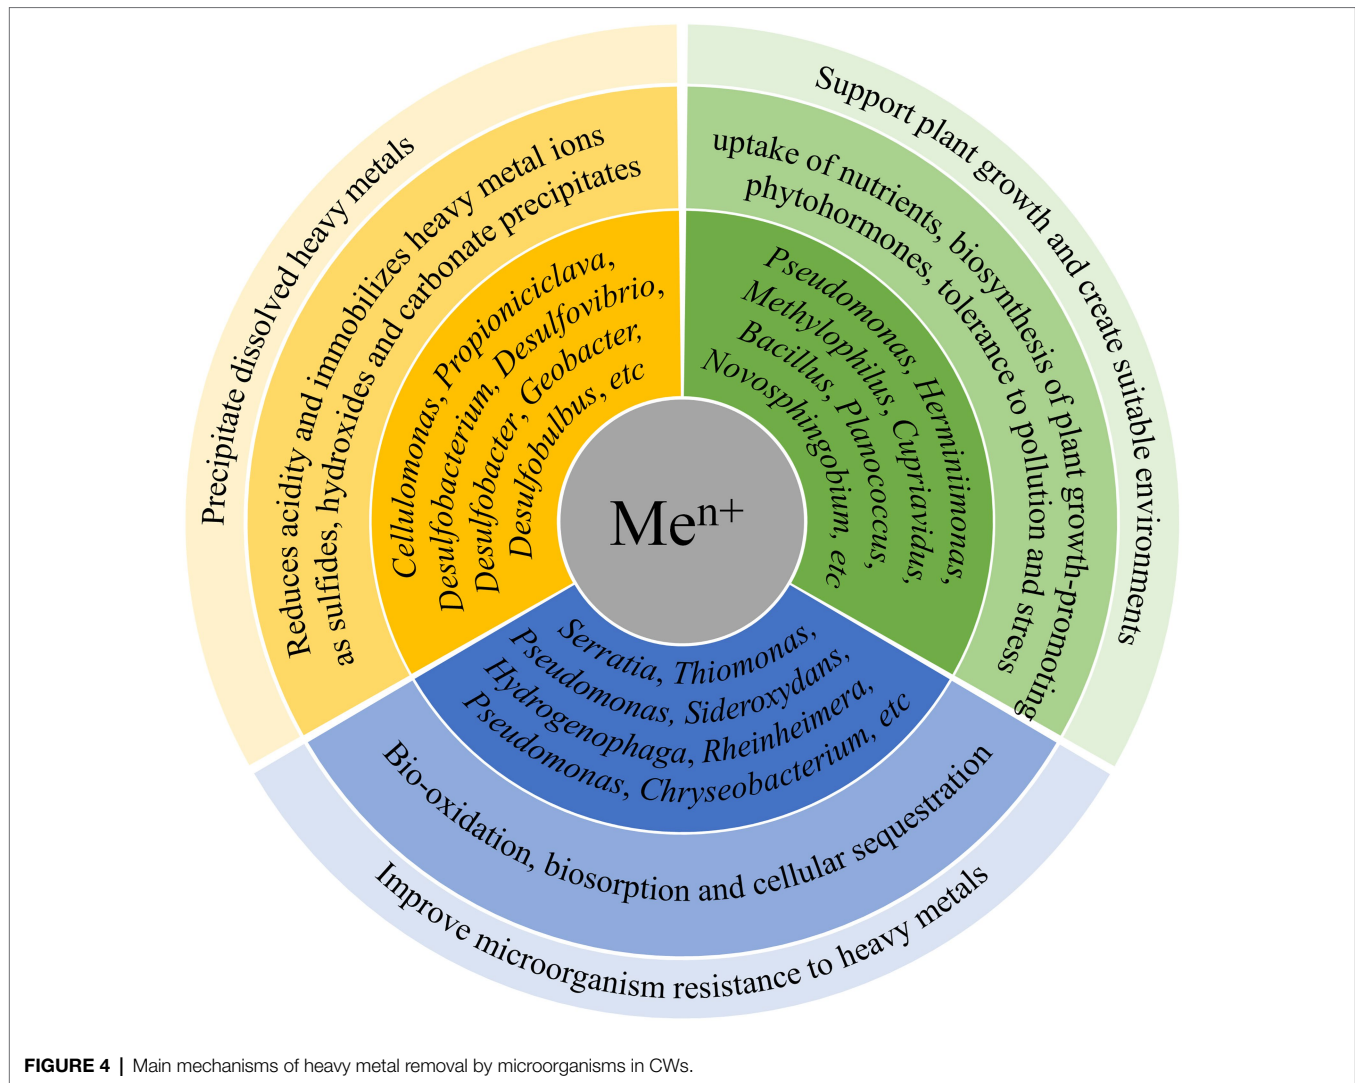 Precipitate dissolved heavy metals
Reduces acidity and immobilizes heavy metal ions
as sulfides, hydroxides and carbonate precipitates
Cellulomonas, Propioniciclava,
Desulfobacterium, Desulfovibrio,
Desulfobacter, Geobacter,
Desulfobulbus, etc
Support plant growth and create suitable environments
uptake of nutrients, biosynthesis of plant growth-promoting
phytohormones, tolerance to pollution and stress
Pseudomonas, Herminiimonas,
Methylophilus, Cupriavidus,
Bacillus, Planococcus,
Novosphingobium, etc
Meⁿ⁺
Serratia, Thiomonas,
Pseudomonas, Sideroxydans,
Hydrogenophaga, Rheinheimera,
Pseudomonas, Chryseobacterium, etc
Bio-oxidation, biosorption and cellular sequestration
Improve microorganism resistance to heavy metals
FIGURE 4 | Main mechanisms of heavy metal removal by microorganisms in CWs.